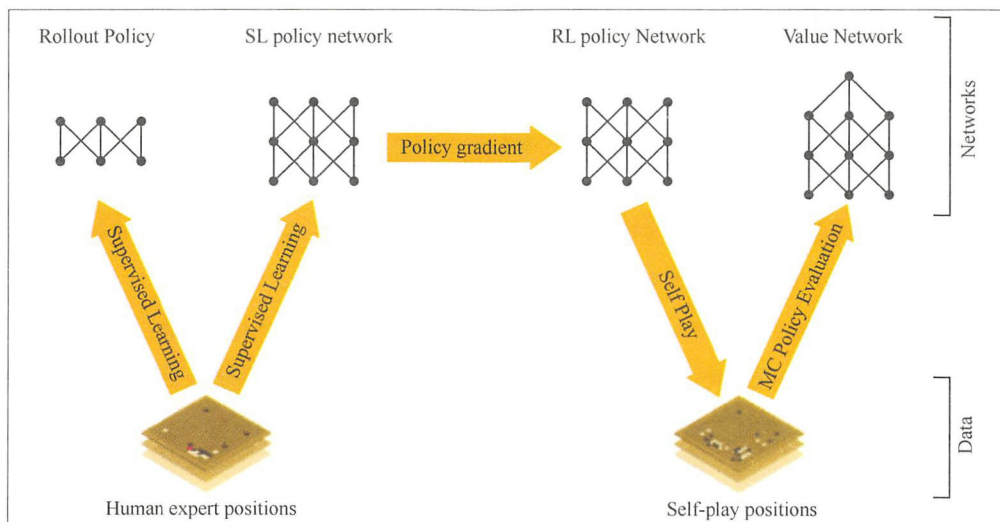 Rollout Policy
SL policy network
RL policy Network
Value Network
Networks
Policy gradient
Supervised Learning
Supervised Learning
Self Play
MC Policy Evaluation
Data
Human expert positions
Self-play positions